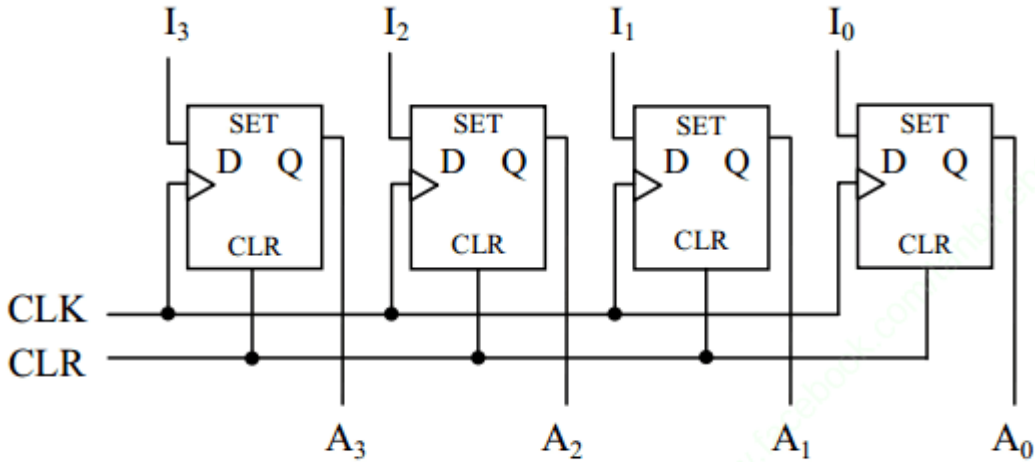 I3 I2 I1 I0
SET SET SET SET
D Q D Q D Q D Q
CLR CLR CLR CLR
CLK
CLR
A3 A2 A1 A0